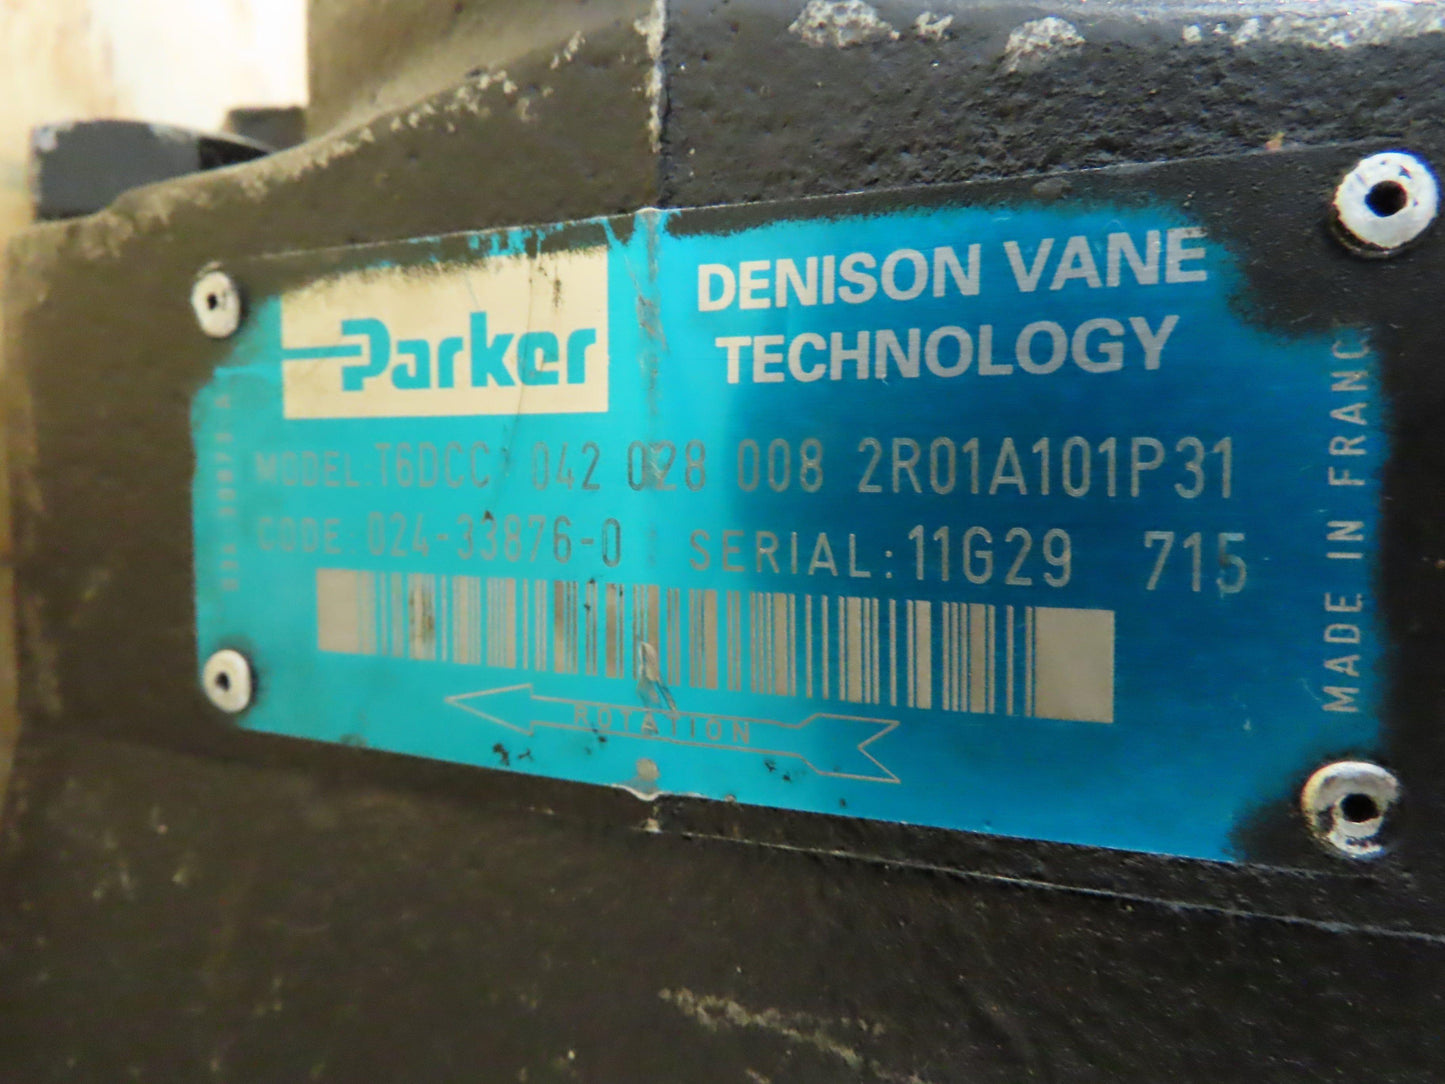 Parker
DENISON VANE
TECHNOLOGY
MODEL: T6DCC 042 028 008 2R01A101P31
CODE: 024-33876-0 SERIAL: 11G29 715
ROTATION
MADE IN FRANC